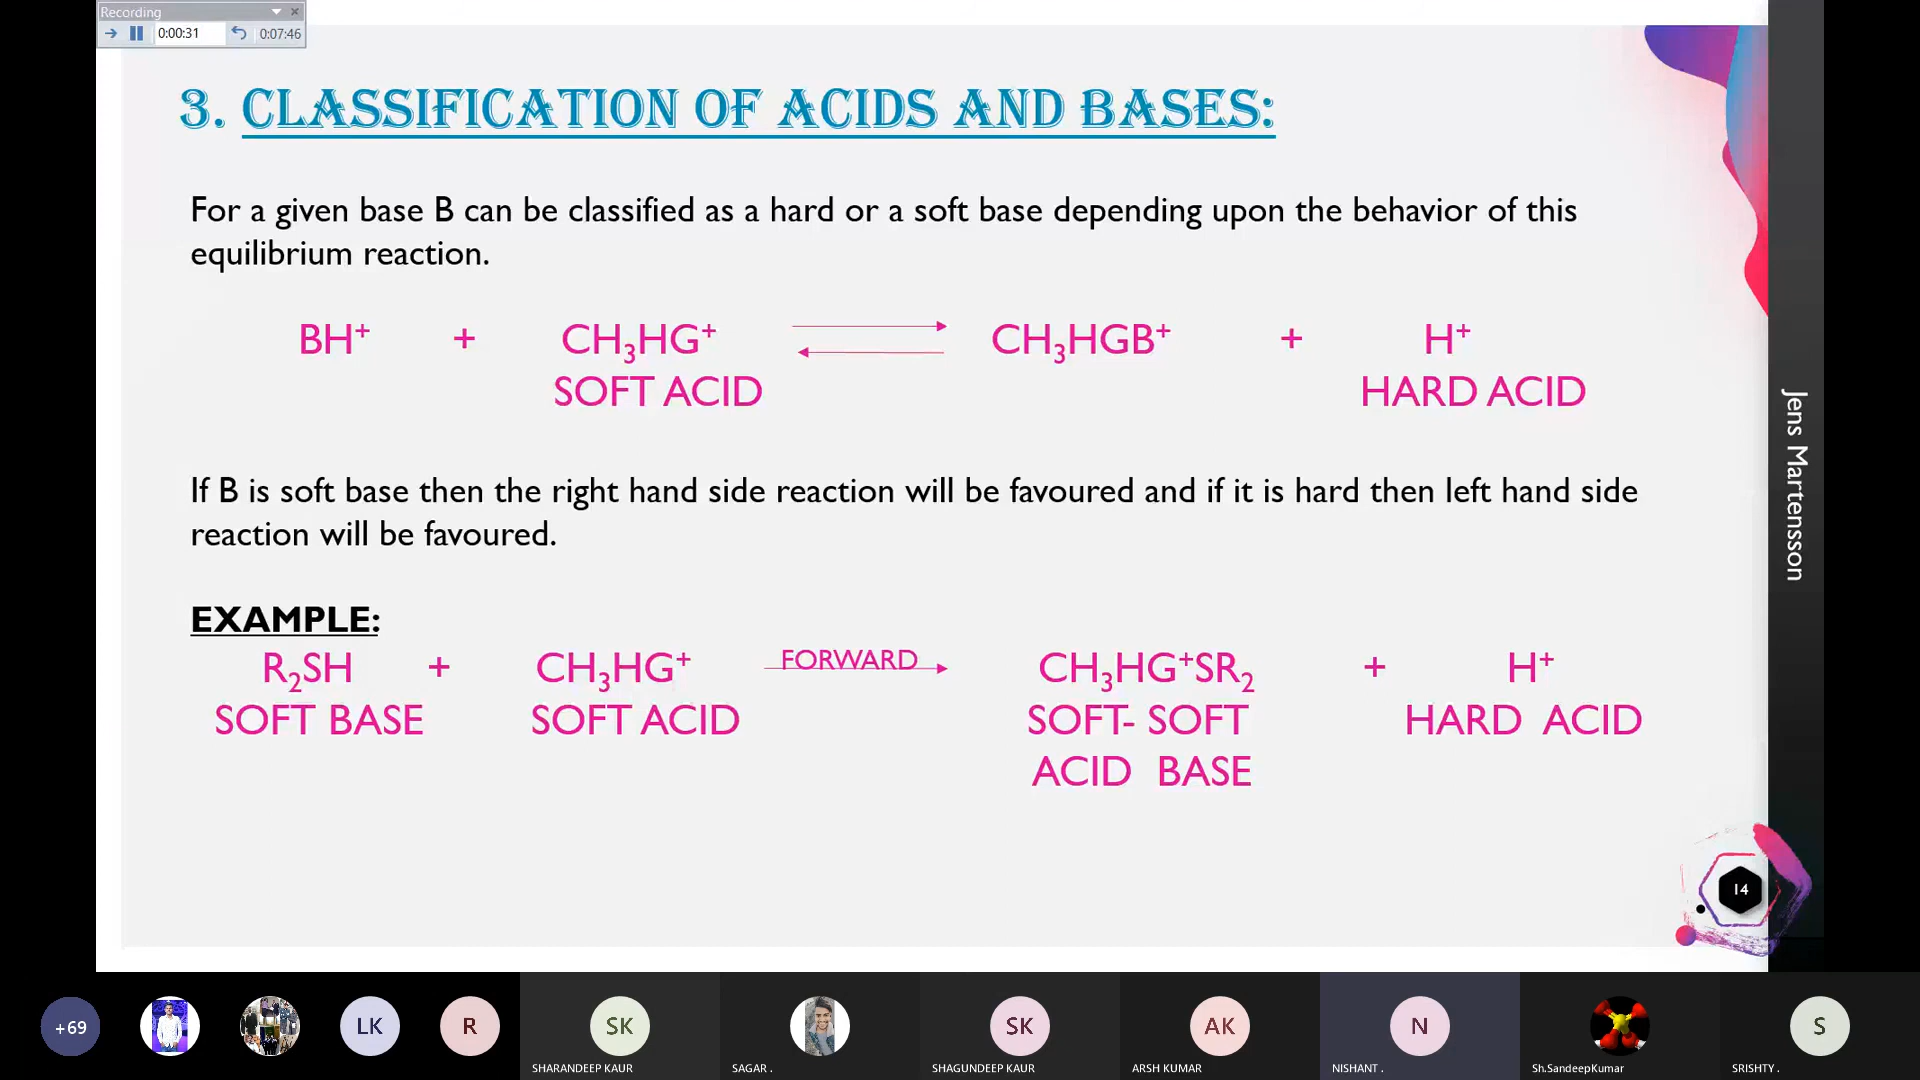 Recording
0:00:31 0:07:46
3. CLASSIFICATION OF ACIDS AND BASES:
For a given base B can be classified as a hard or a soft base depending upon the behavior of this
equilibrium reaction.
BH⁺ + CH₃HG⁺ CH₃HGB⁺ + H⁺
SOFT ACID HARD ACID
If B is soft base then the right hand side reaction will be favoured and if it is hard then left hand side
reaction will be favoured.
EXAMPLE:
R₂SH + CH₃HG⁺ FORWARD CH₃HG⁺SR₂ + H⁺
SOFT BASE SOFT ACID SOFT- SOFT HARD ACID
ACID BASE
Jens Martensson
14
+69 LK R SK SK AK N S
SHARANDEEP KAUR SAGAR . SHAGUNDEEP KAUR ARSH KUMAR NISHANT . Sh.SandeepKumar SRISHTY .